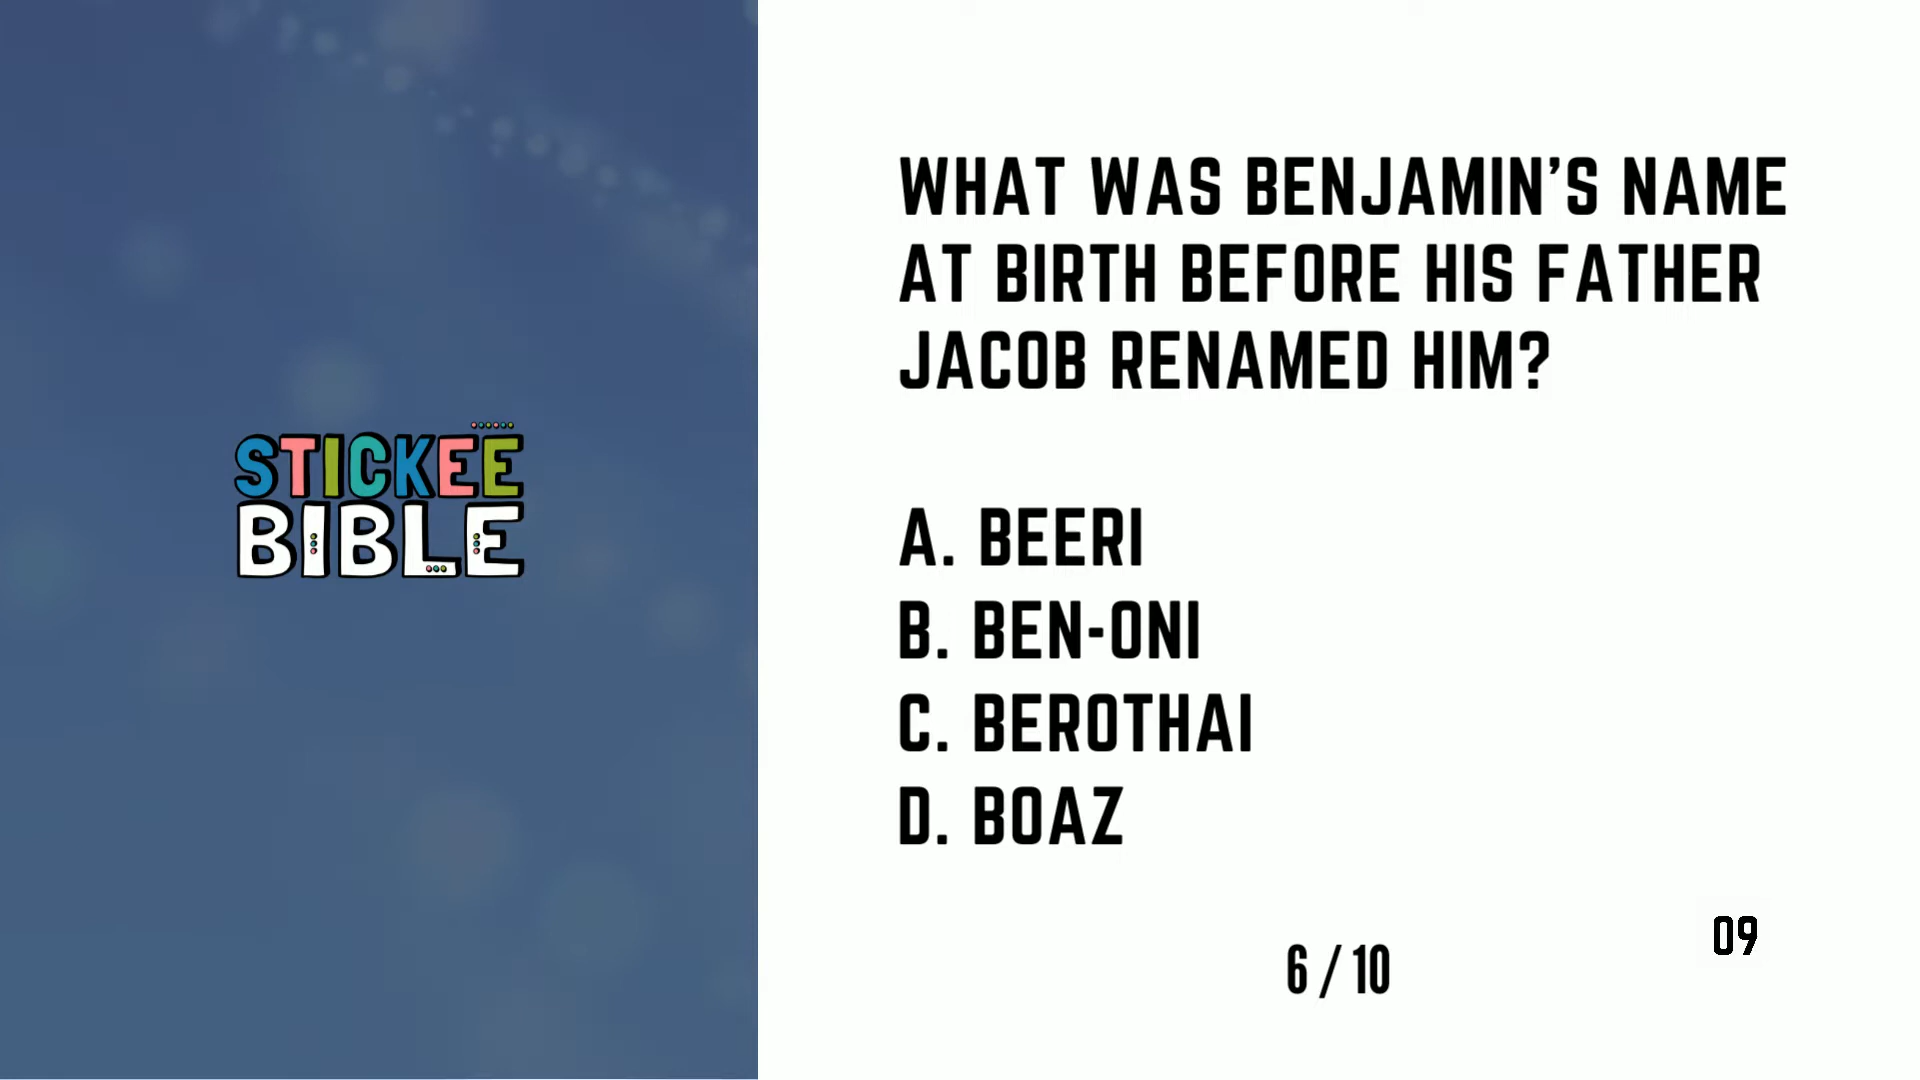 STICKEE
BIBLE
WHAT WAS BENJAMIN’S NAME
AT BIRTH BEFORE HIS FATHER
JACOB RENAMED HIM?
A. BEERI
B. BEN-ONI
C. BEROTHAI
D. BOAZ
6 / 10
09